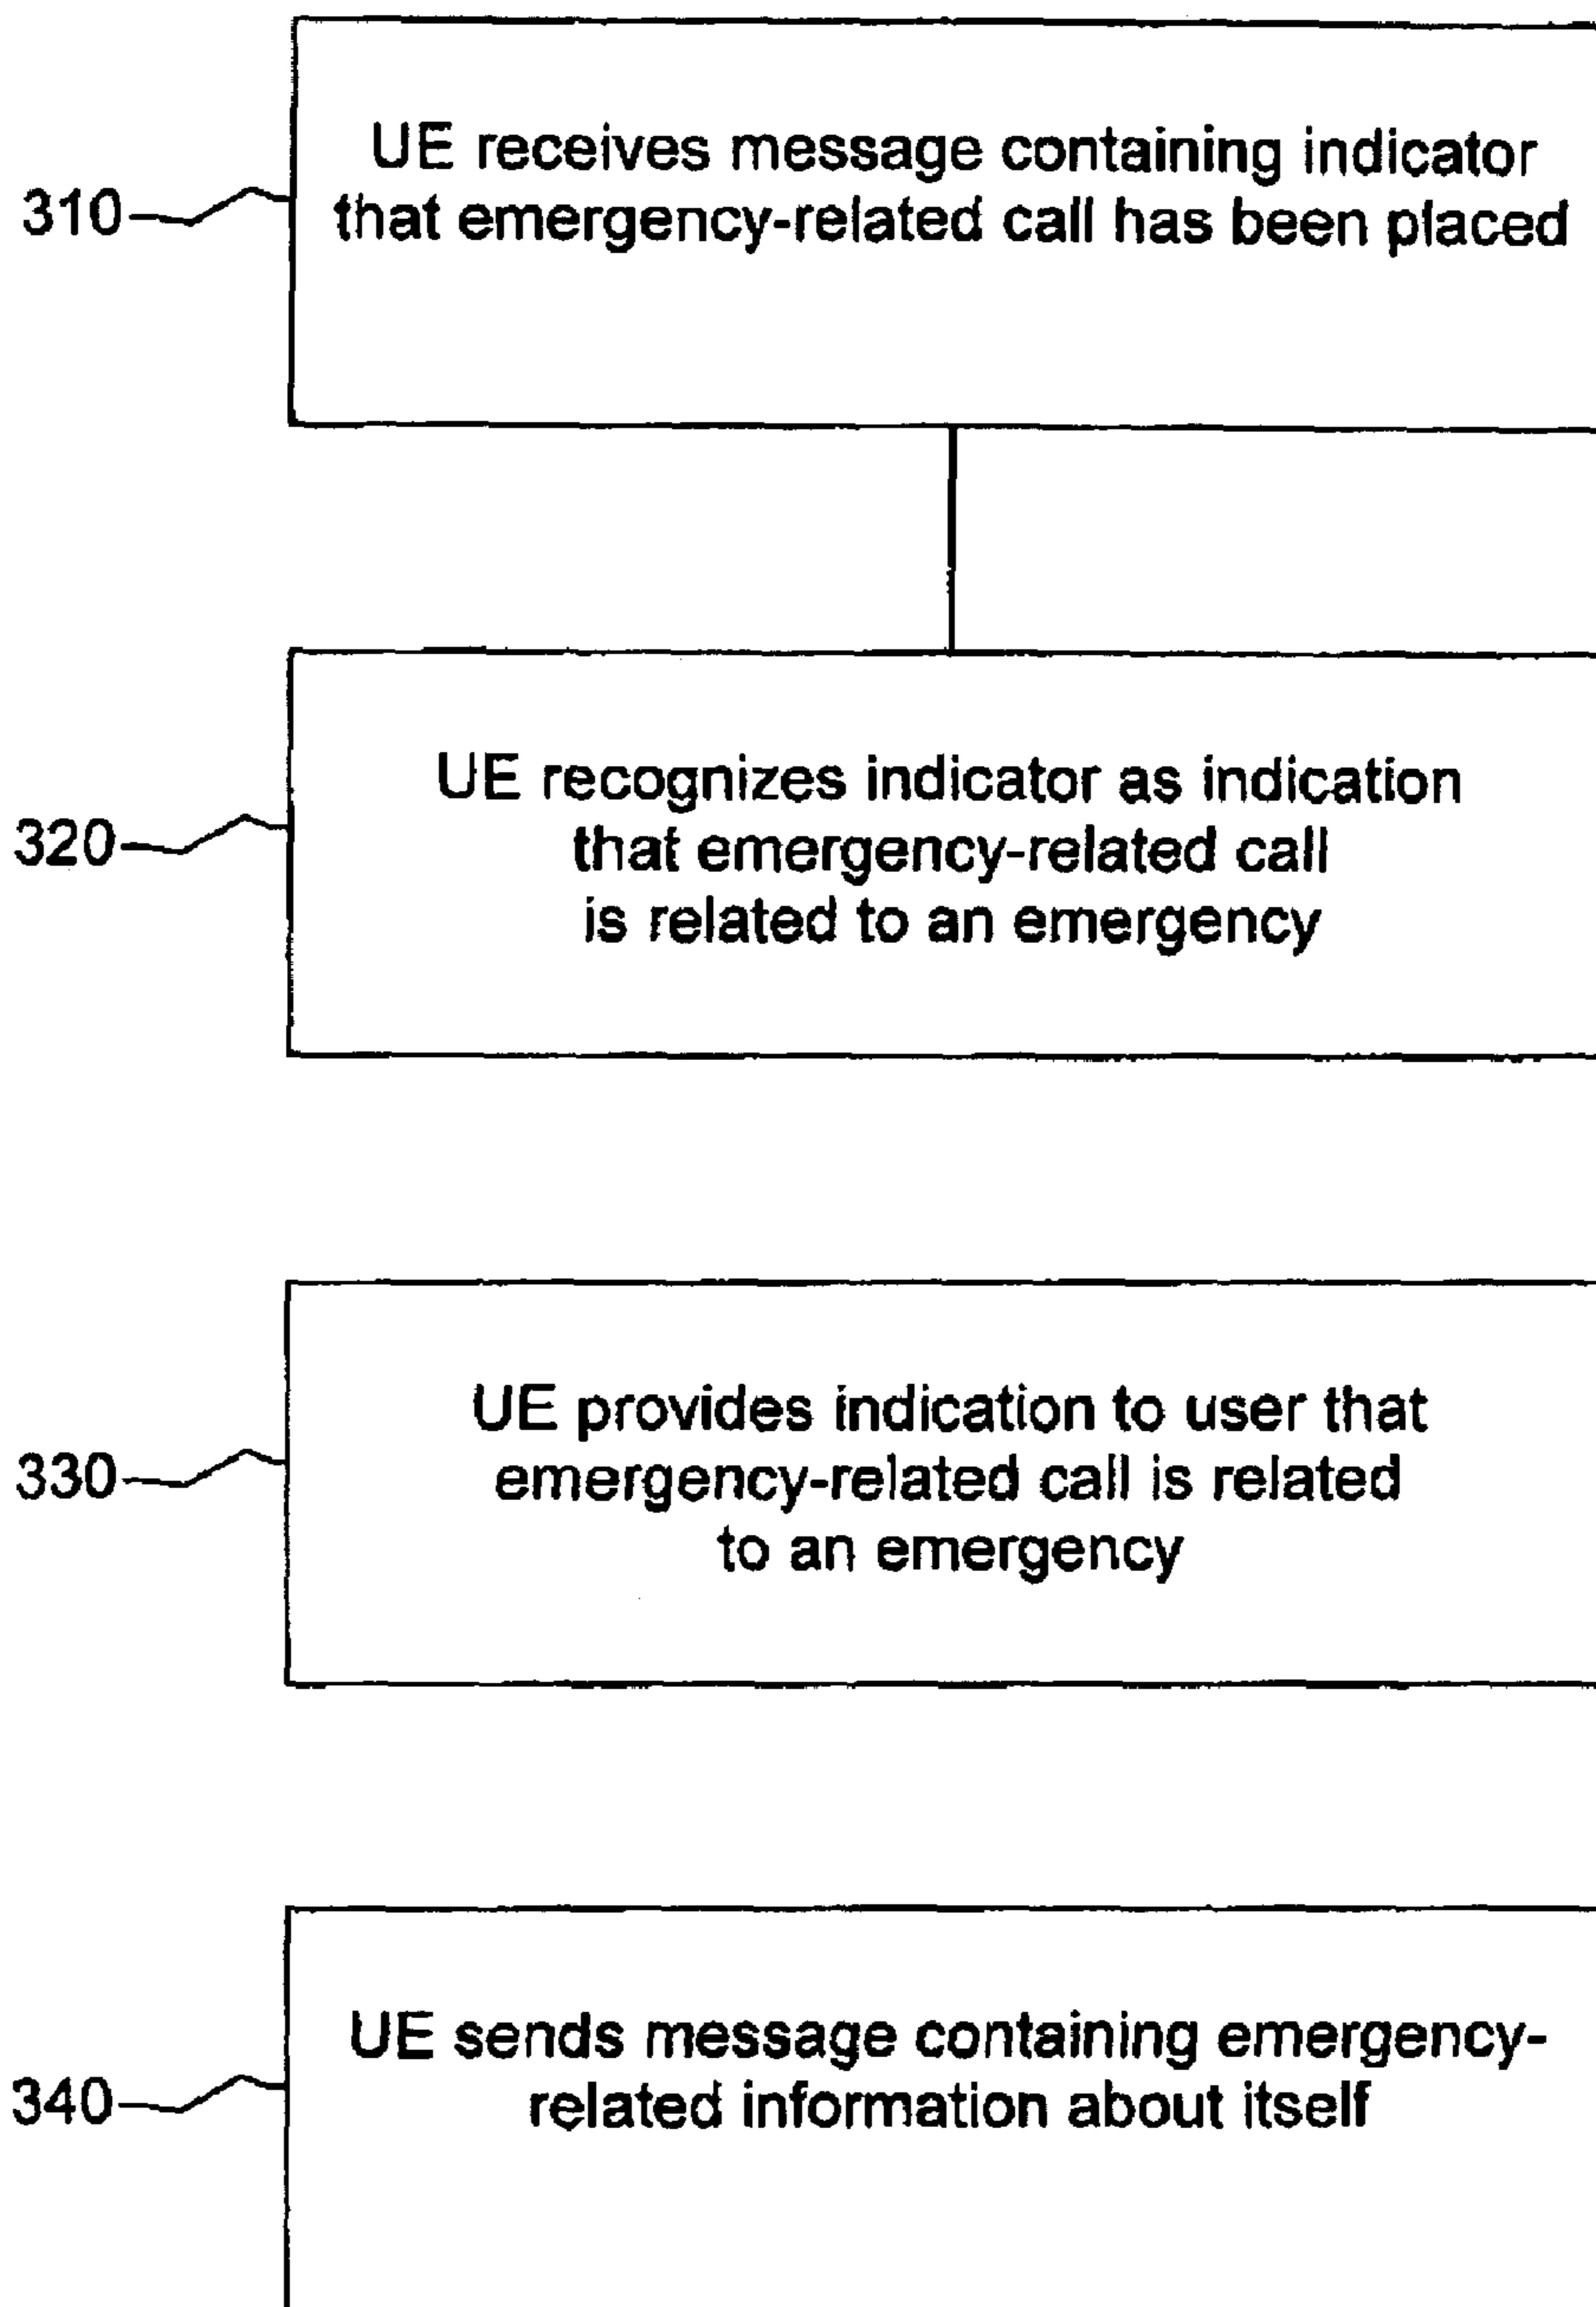 UE receives message containing indicator
310
that emergency-related call has been placed
UE recognizes indicator as indication
320
that emergency-related call
is related to an emergency
UE provides indication to user that
330
emergency-related call is related
to an emergency
UE sends message containing emergency-
340
related information about itself